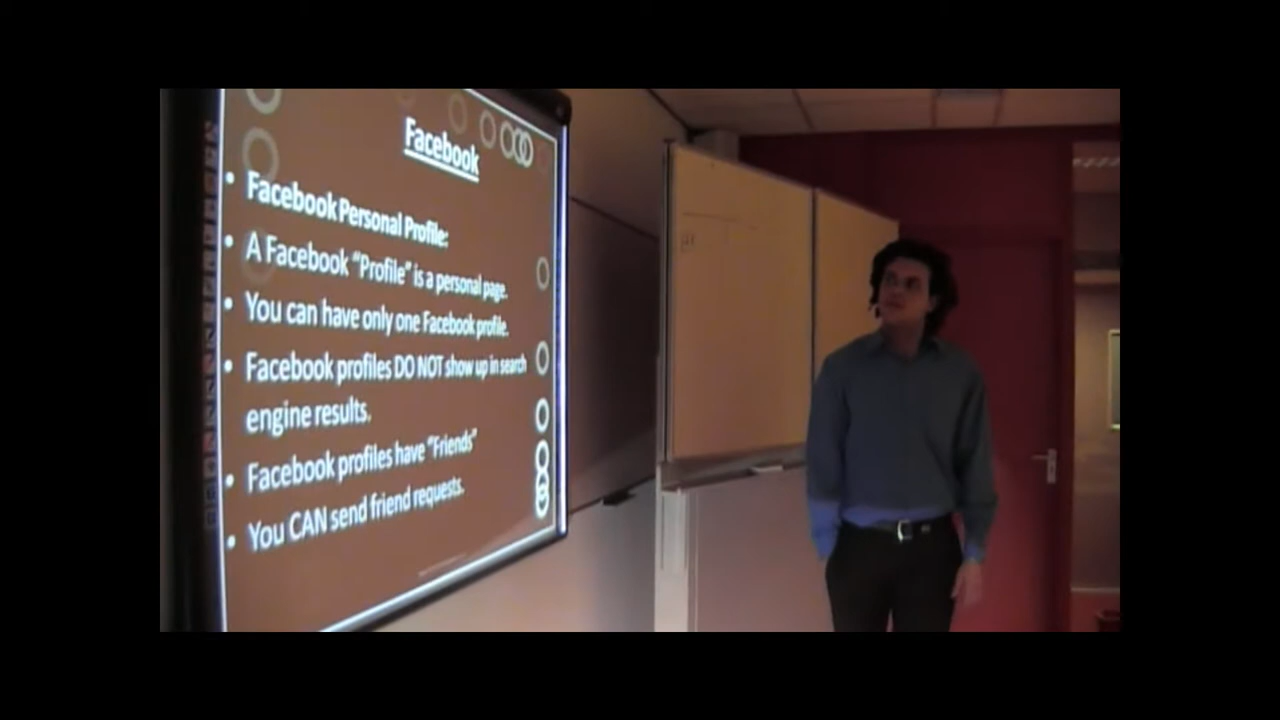 Facebook
• Facebook Personal Profile:
• A Facebook “Profile” is a personal page.
• You can have only one Facebook profile.
• Facebook profiles DO NOT show up in search
engine results.
• Facebook profiles have “Friends”
• You CAN send friend requests.